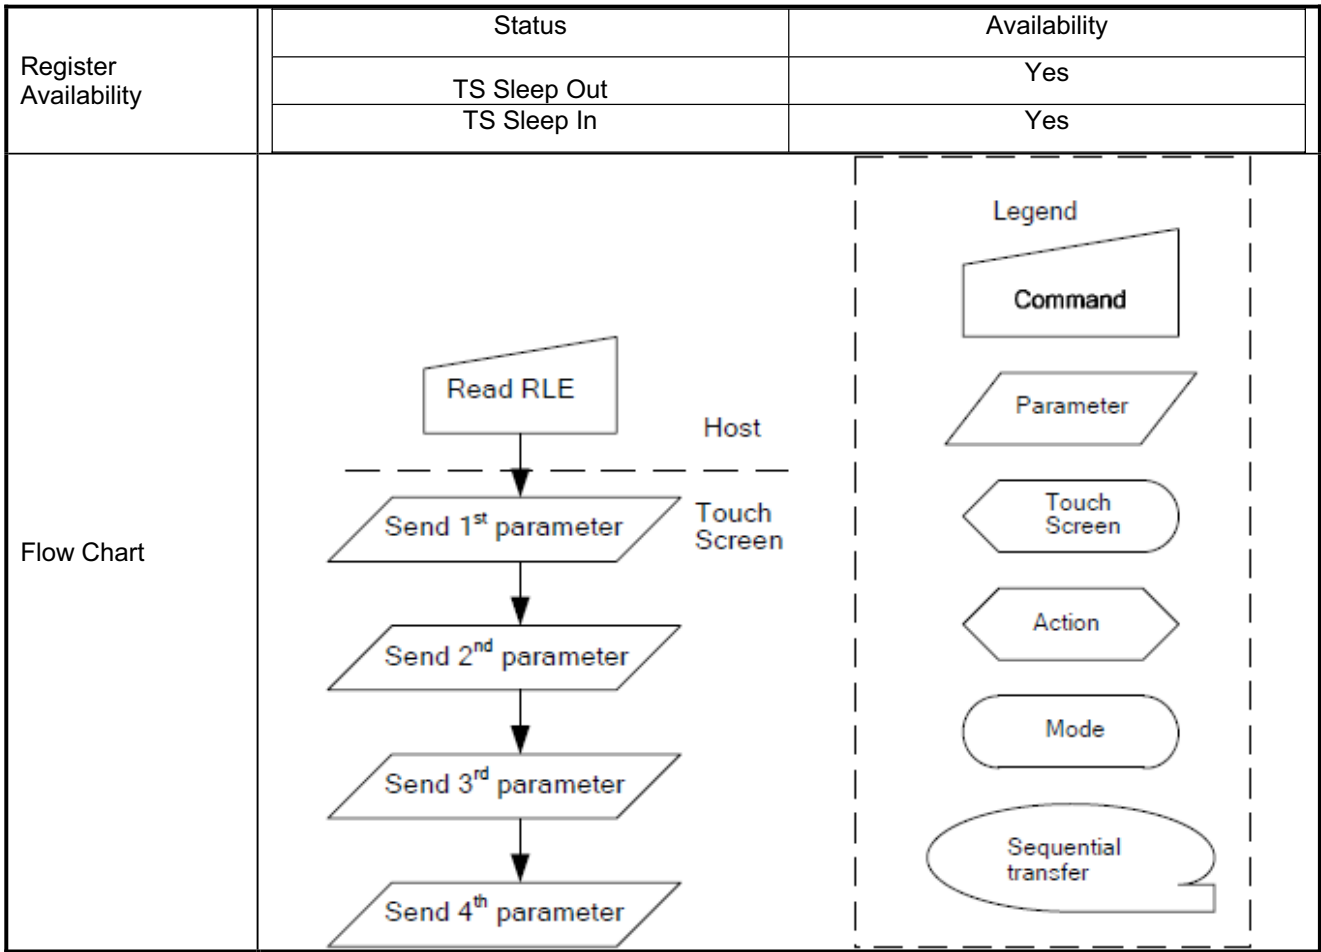 Register
Availability
Status
Availability
TS Sleep Out
Yes
TS Sleep In
Yes
Flow Chart
Read RLE
Host
Send 1st parameter
Touch
Screen
Send 2nd parameter
Send 3rd parameter
Send 4th parameter
Legend
Command
Parameter
Touch
Screen
Action
Mode
Sequential
transfer